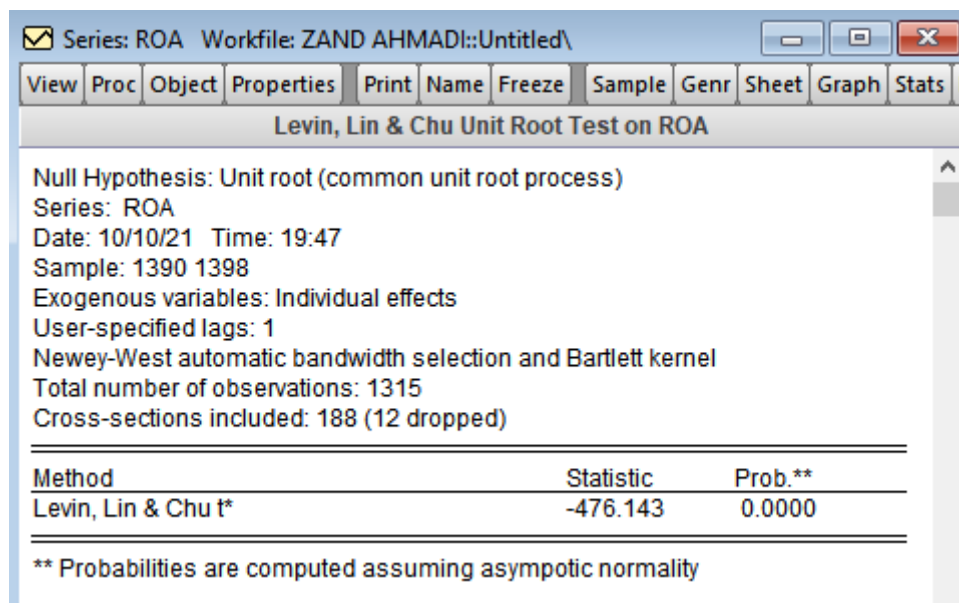 Series: ROA Workfile: ZAND AHMADI::Untitled\
View Proc Object Properties Print Name Freeze Sample Genr Sheet Graph Stats
Levin, Lin & Chu Unit Root Test on ROA
Null Hypothesis: Unit root (common unit root process)
Series: ROA
Date: 10/10/21 Time: 19:47
Sample: 1390 1398
Exogenous variables: Individual effects
User-specified lags: 1
Newey-West automatic bandwidth selection and Bartlett kernel
Total number of observations: 1315
Cross-sections included: 188 (12 dropped)
Method Statistic Prob.**
Levin, Lin & Chu t* -476.143 0.0000
** Probabilities are computed assuming asympotic normality